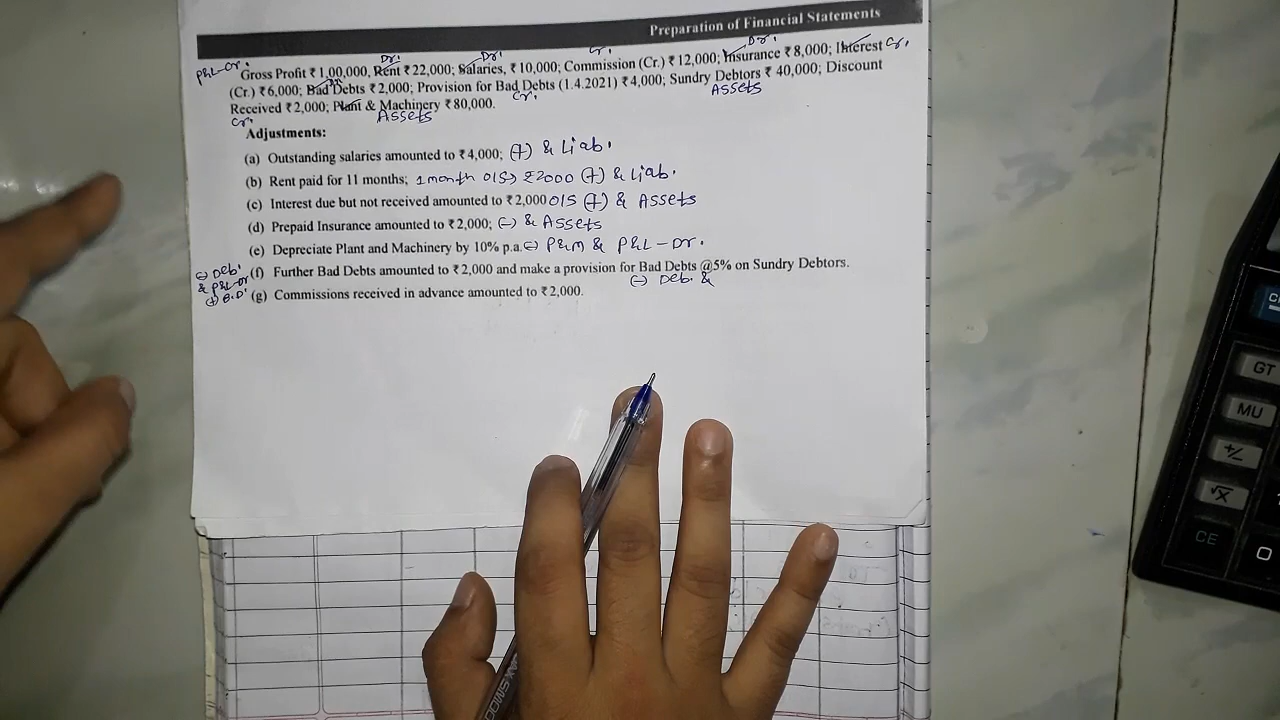 Preparation of Financial Statements
P&L-Cr. Dr. Dr. Cr. Dr.
Gross Profit ₹ 1,00,000, Rent ₹ 22,000; Salaries, ₹ 10,000; Commission (Cr.) ₹ 12,000; Insurance ₹ 8,000; Interest Cr.
(Cr.) ₹ 6,000; Bad Debts ₹ 2,000; Provision for Bad Debts (1.4.2021) ₹ 4,000; Sundry Debtors ₹ 40,000; Discount
Cr. Assets
Received ₹ 2,000; Plant & Machinery ₹ 80,000.
Cr. Assets
Adjustments:
(a) Outstanding salaries amounted to ₹ 4,000; (+) & Liab.
(b) Rent paid for 11 months; 1 month O/S → ₹2000 (+) & Liab.
(c) Interest due but not received amounted to ₹ 2,000 O/S (+) & Assets
(d) Prepaid Insurance amounted to ₹ 2,000; (-) & Assets
(e) Depreciate Plant and Machinery by 10% p.a. (-) P&M & P&L-Dr.
(-) Deb. (f) Further Bad Debts amounted to ₹ 2,000 and make a provision for Bad Debts @5% on Sundry Debtors.
& P&L-Dr (-) Deb. &
(+) B.D. (g) Commissions received in advance amounted to ₹ 2,000.
GT
MU
+/-
√X
CE
0